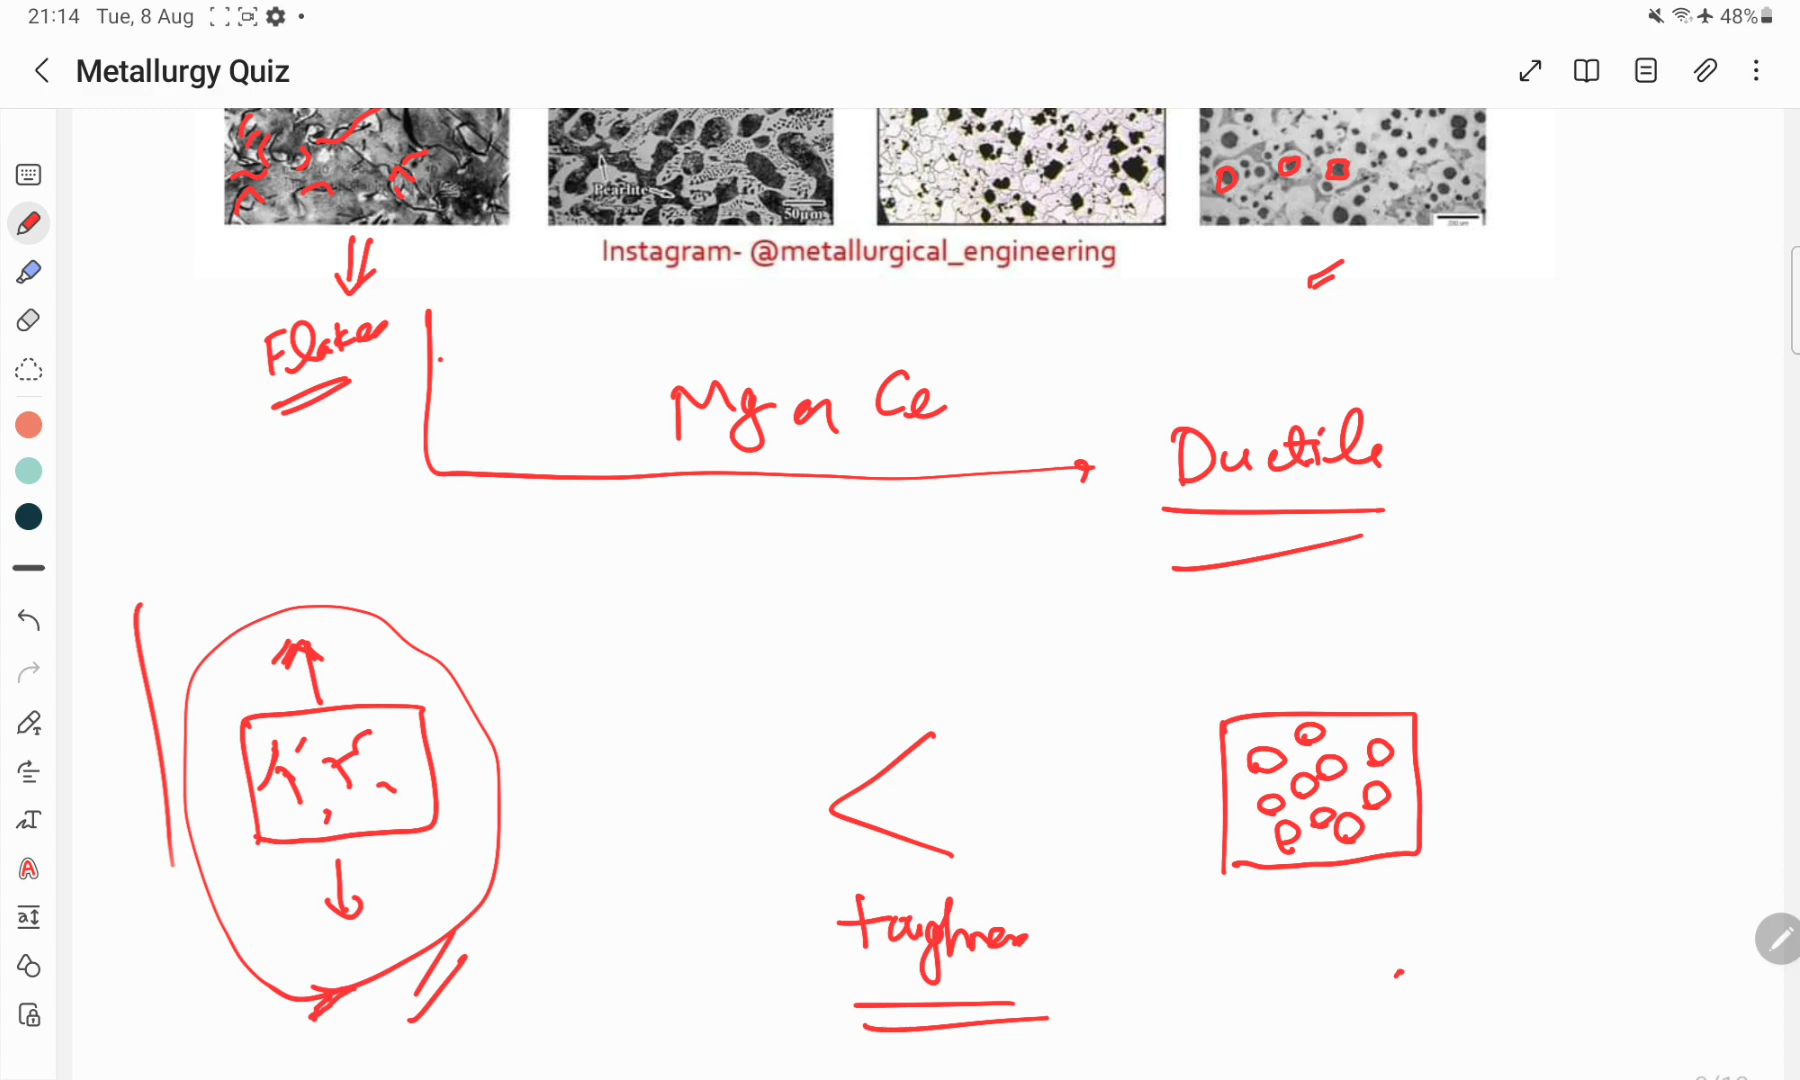 21:14 Tue, 8 Aug
48%
Metallurgy Quiz
Pearlite
50µm
Instagram- @metallurgical_engineering
Flakes
Mg or Ce
Ductile
<
toughness